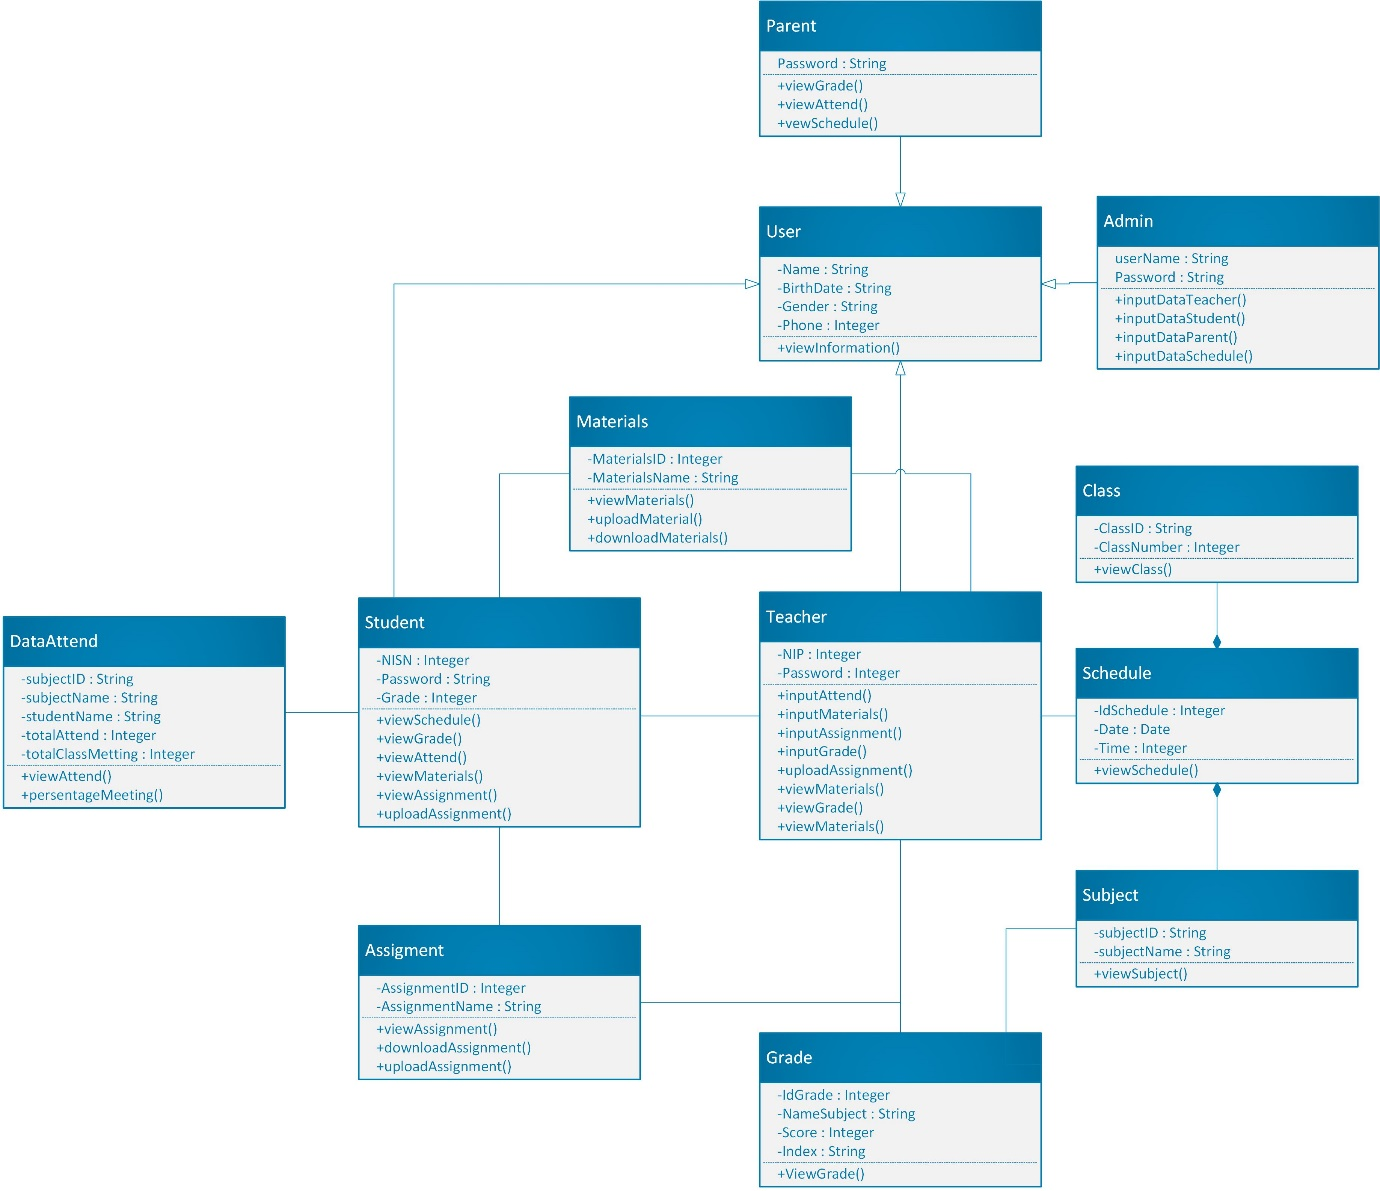 Parent
Password : String
+viewGrade()
+viewAttend()
+vewSchedule()
User
-Name : String
-BirthDate : String
-Gender : String
-Phone : Integer
+viewInformation()
Admin
userName : String
Password : String
+inputDataTeacher()
+inputDataStudent()
+inputDataParent()
+inputDataSchedule()
Materials
-MaterialsID : Integer
-MaterialsName : String
+viewMaterials()
+uploadMaterial()
+downloadMaterials()
Class
-ClassID : String
-ClassNumber : Integer
+viewClass()
DataAttend
-subjectID : String
-subjectName : String
-studentName : String
-totalAttend : Integer
-totalClassMetting : Integer
+viewAttend()
+persentageMeeting()
Student
-NISN : Integer
-Password : String
-Grade : Integer
+viewSchedule()
+viewGrade()
+viewAttend()
+viewMaterials()
+viewAssignment()
+uploadAssignment()
Teacher
-NIP : Integer
-Password : Integer
+inputAttend()
+inputMaterials()
+inputAssignment()
+inputGrade()
+uploadAssignment()
+viewMaterials()
+viewGrade()
+viewMaterials()
Schedule
-IdSchedule : Integer
-Date : Date
-Time : Integer
+viewSchedule()
Assigment
-AssignmentID : Integer
-AssignmentName : String
+viewAssignment()
+downloadAssignment()
+uploadAssignment()
Subject
-subjectID : String
-subjectName : String
+viewSubject()
Grade
-IdGrade : Integer
-NameSubject : String
-Score : Integer
-Index : String
+ViewGrade()